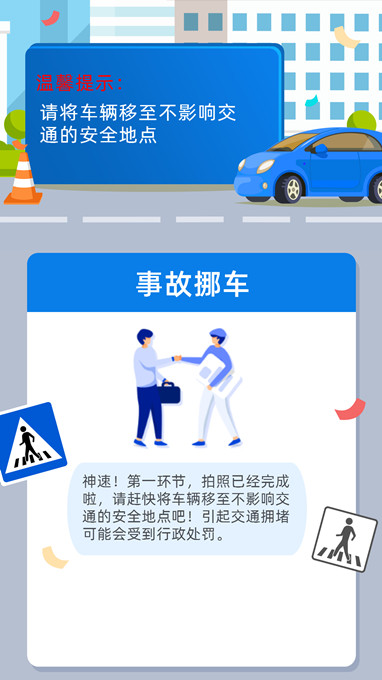 温馨提示：
请将车辆移至不影响交
通的安全地点
事故挪车
神速！第一环节，拍照已经完成
啦，请赶快将车辆移至不影响交
通的安全地点吧！引起交通拥堵
可能会受到行政处罚。